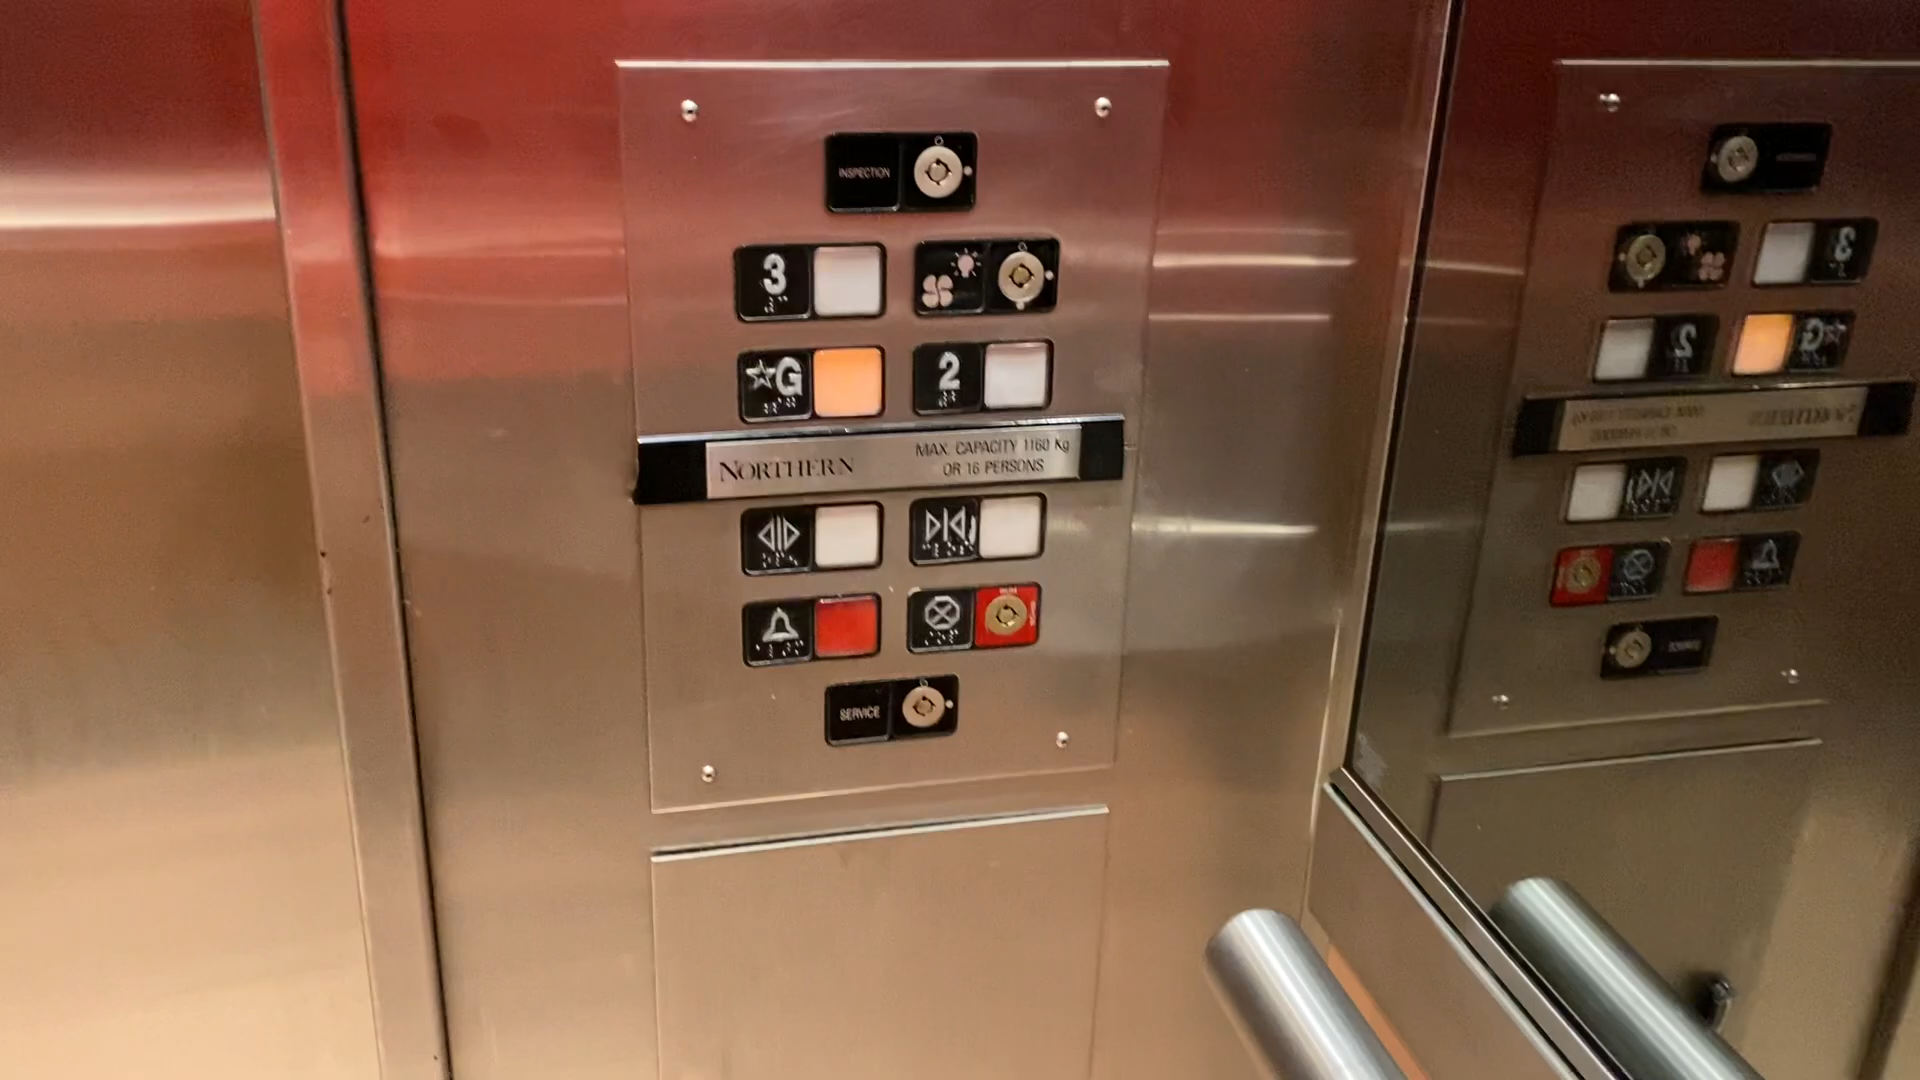 INSPECTION
3
☆G
2
NORTHERN
MAX. CAPACITY 1160 Kg
OR 16 PERSONS
SERVICE